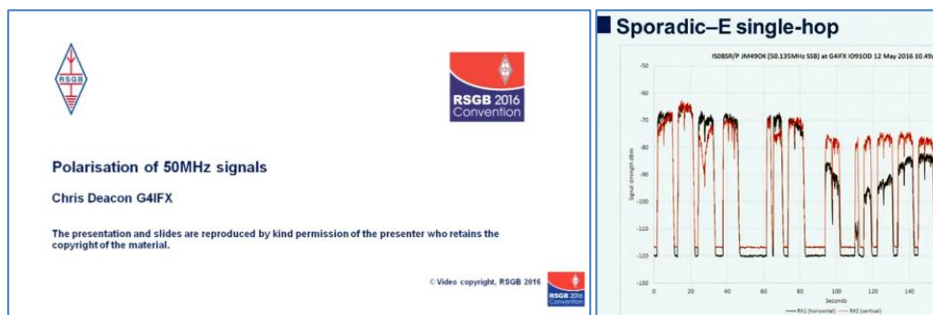 RSGB
RSGB 2016
Convention
Polarisation of 50MHz signals
Chris Deacon G4IFX
The presentation and slides are reproduced by kind permission of the presenter who retains the
copyright of the material.
© Video copyright, RSGB 2016
RSGB 2016
Convention
Sporadic–E single-hop
IS0BSR/P JM49OK (50.135MHz SSB) at G4IFX IO91OD 12 May 2016 10.49
-50
-60
-70
-80
-90
-100
-110
-120
-130
Signal strength dBm
0
20
40
60
80
100
120
140
Seconds
RX1 (horizontal)
RX2 (vertical)